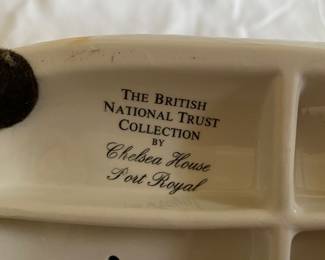 THE BRITISH
NATIONAL TRUST
COLLECTION
BY
Chelsea House
Port Royal